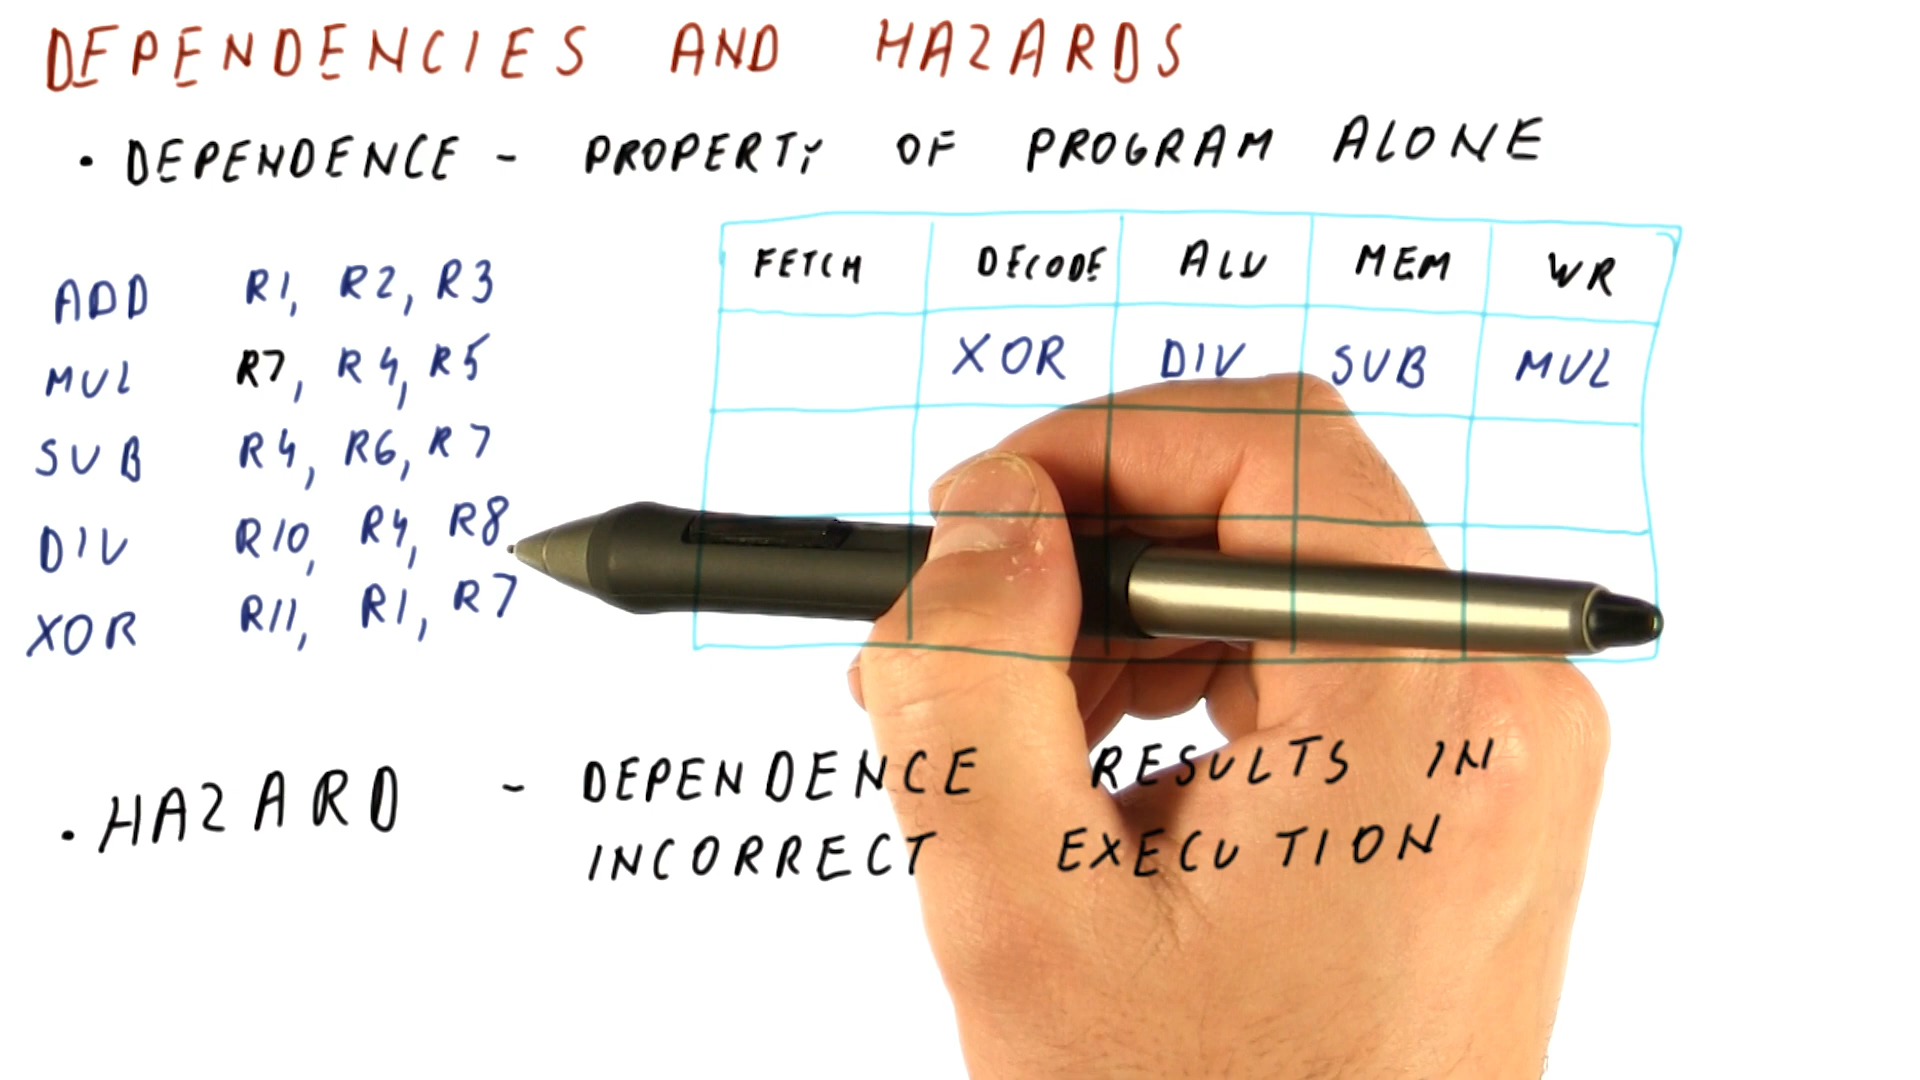 DEPENDENCIES AND HAZARDS
• DEPENDENCE - PROPERTY OF PROGRAM ALONE
ADD R1, R2, R3
MUL R7, R4, R5
SUB R4, R6, R7
DIV R10, R4, R8
XOR R11, R1, R7
FETCH DECODE ALU MEM WR
XOR DIV SUB MUL
• HAZARD - DEPENDENCE RESULTS IN
INCORRECT EXECUTION